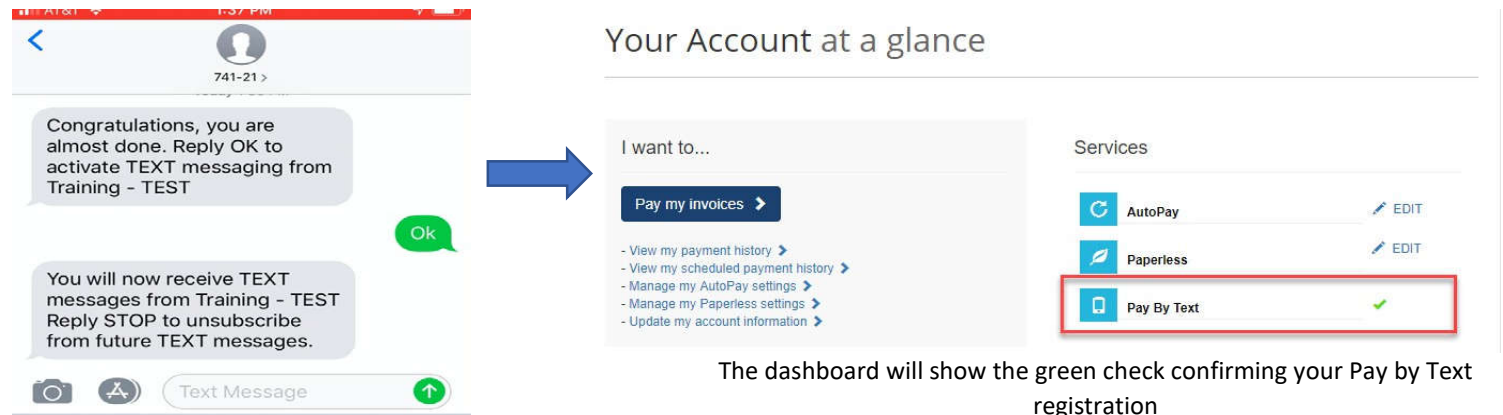 AT&T 1:37 PM
741-21 >
Congratulations, you are
almost done. Reply OK to
activate TEXT messaging from
Training - TEST
Ok
You will now receive TEXT
messages from Training - TEST
Reply STOP to unsubscribe
from future TEXT messages.
Text Message
Your Account at a glance
I want to...
Pay my invoices
- View my payment history
- View my scheduled payment history
- Manage my AutoPay settings
- Manage my Paperless settings
- Update my account information
Services
AutoPay EDIT
Paperless EDIT
Pay By Text
The dashboard will show the green check confirming your Pay by Text
registration